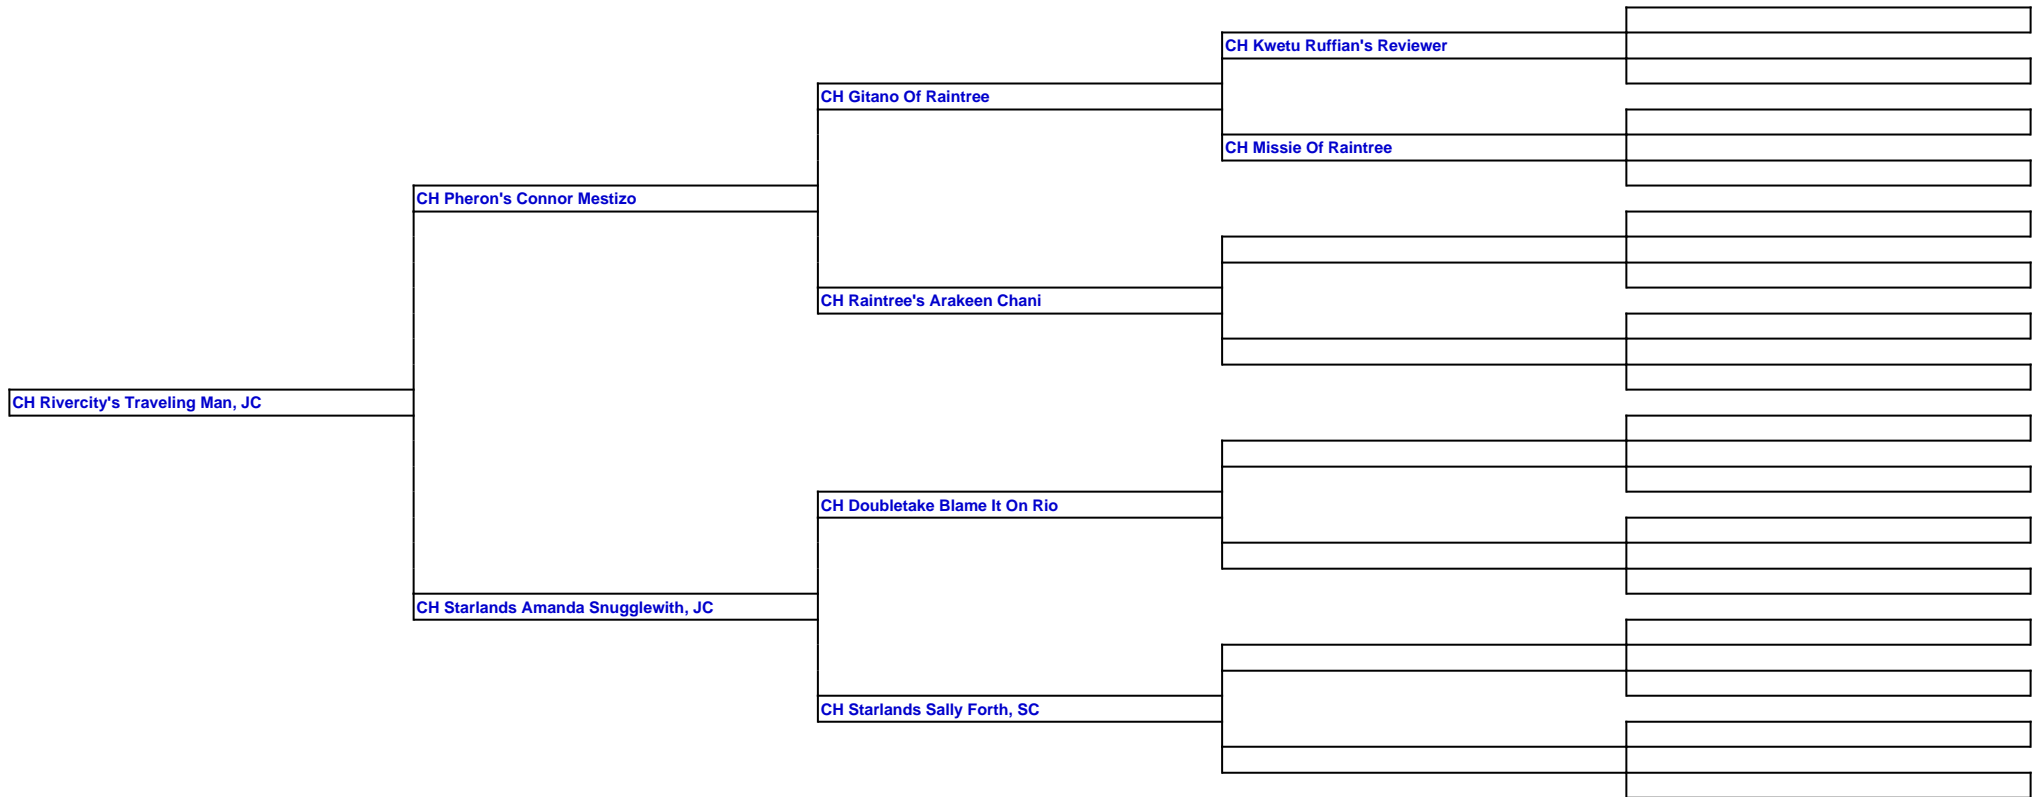 CH Kwetu Ruffian's Reviewer
CH Gitano Of Raintree
CH Missie Of Raintree
CH Pheron's Connor Mestizo
CH Raintree's Arakeen Chani
CH Rivercity's Traveling Man, JC
CH Doubletake Blame It On Rio
CH Starlands Amanda Snugglewith, JC
CH Starlands Sally Forth, SC